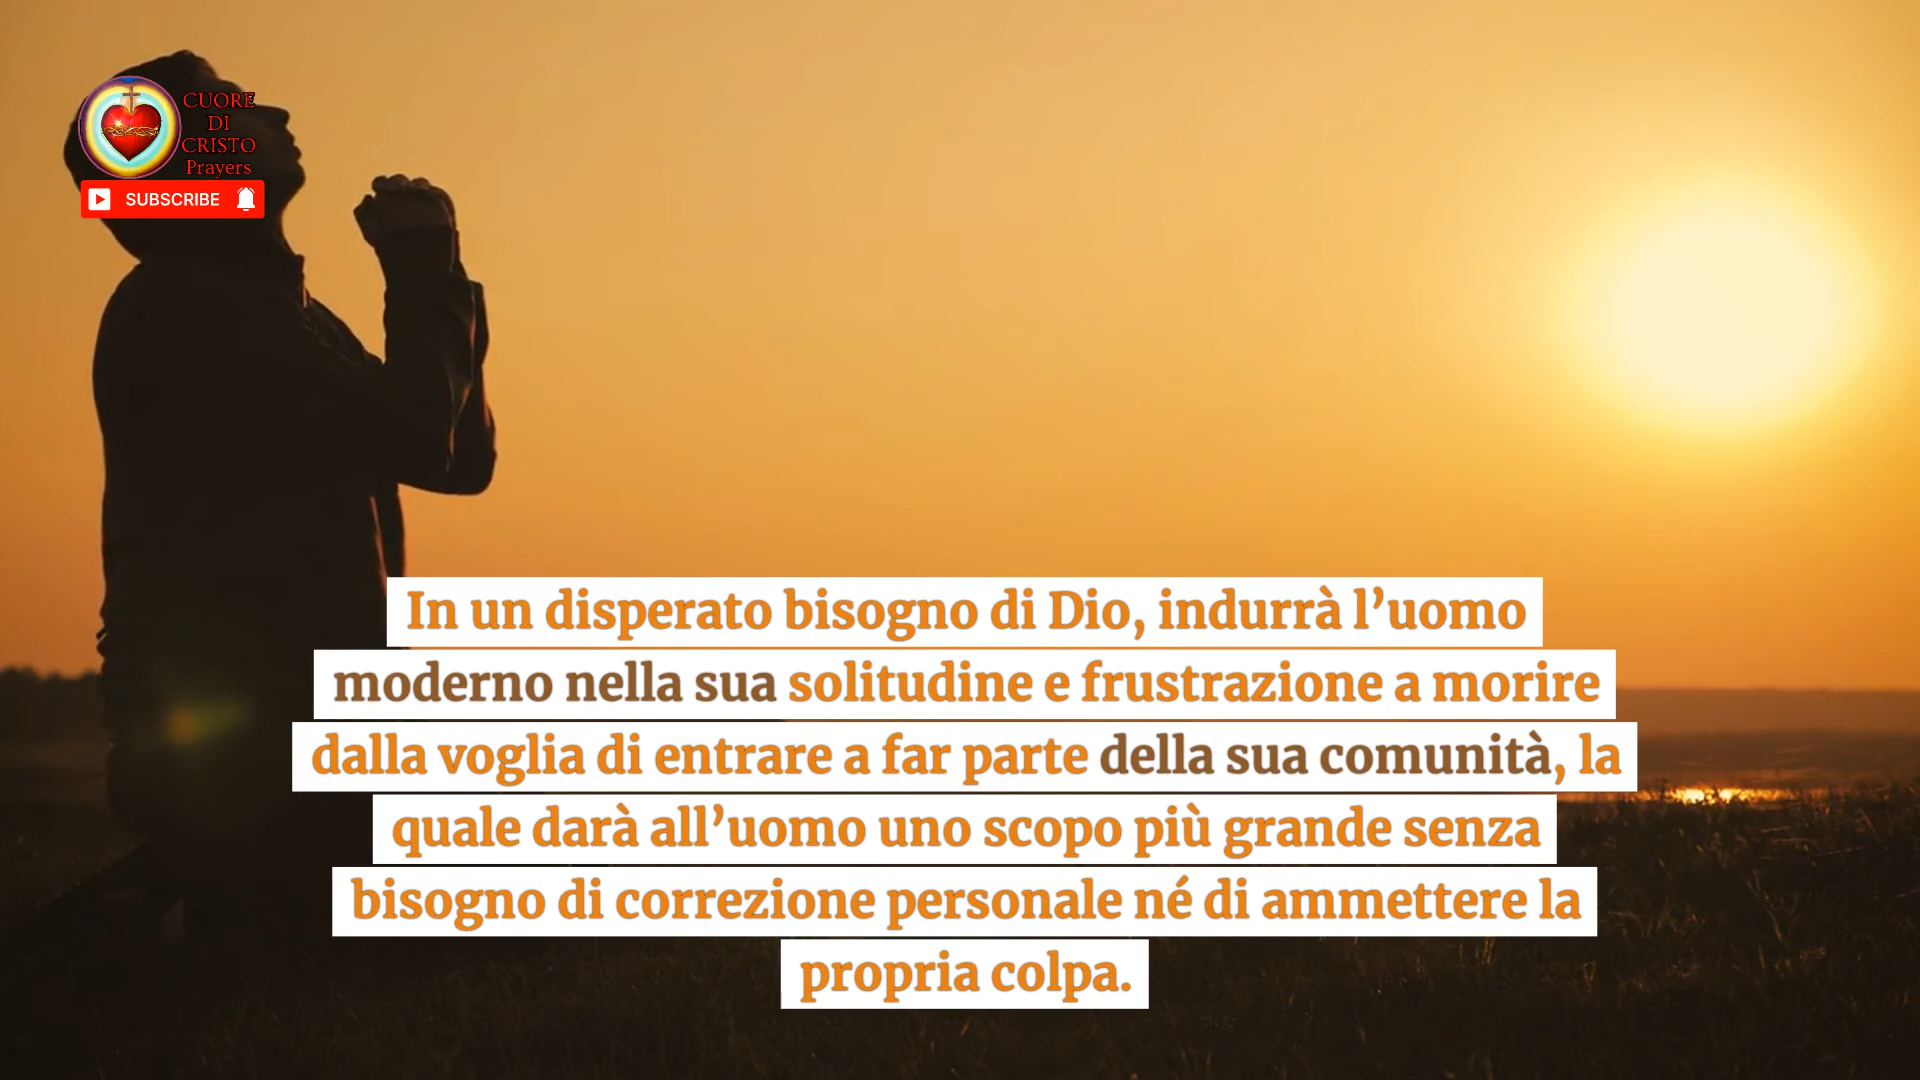 CUORE
DI
CRISTO
Prayers
SUBSCRIBE
In un disperato bisogno di Dio, indurrà l’uomo
moderno nella sua solitudine e frustrazione a morire
dalla voglia di entrare a far parte della sua comunità, la
quale darà all’uomo uno scopo più grande senza
bisogno di correzione personale né di ammettere la
propria colpa.